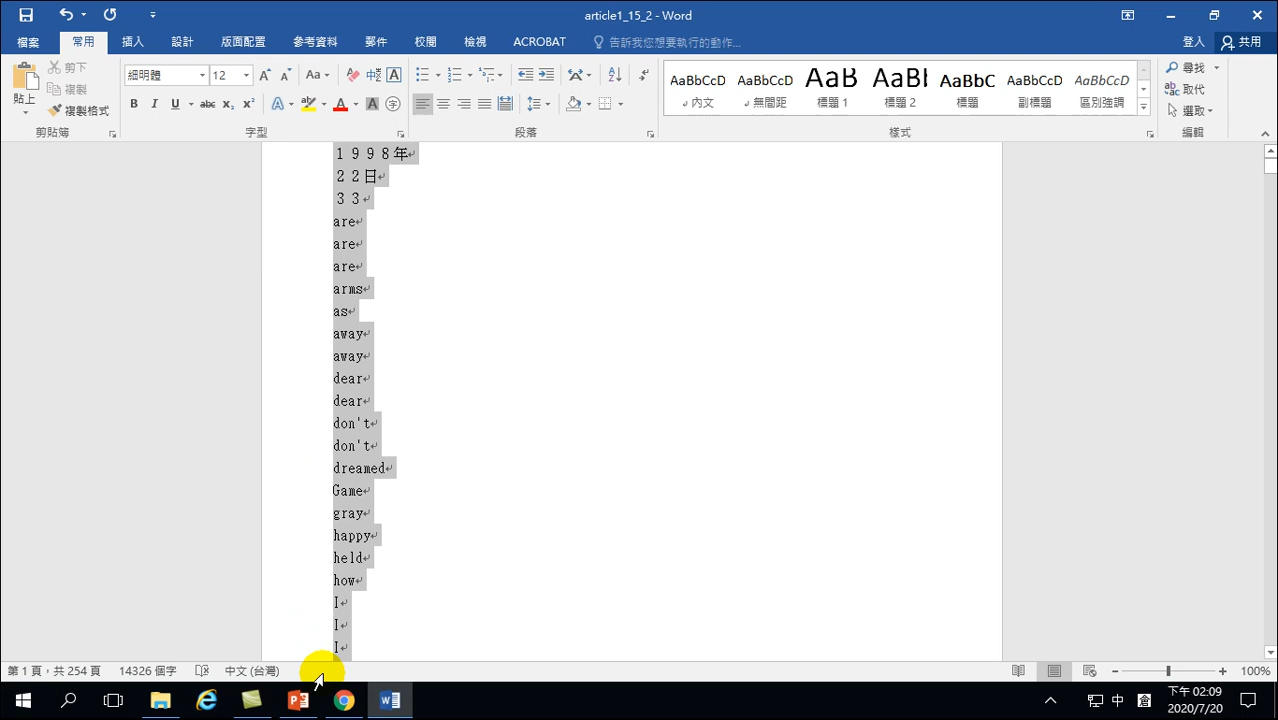 article1_15_2 - Word
檔案 常用 插入 設計 版面配置 參考資料 郵件 校閱 檢視 ACROBAT 告訴我您想要執行的動作... 登入 共用
貼上 剪下 複製 複製格式 剪貼簿
細明體 12 Aa 字型
段落
AaBbCcD AaBbCcD AaB AaBl AaBbC AaBbCcD AaBbCcD
內文 無間距 標題 1 標題 2 標題 副標題 區別強調
樣式
尋找 取代 選取 編輯
1998年
22日
33
are
are
are
arms
as
away
away
dear
dear
don't
don't
dreamed
Game
gray
happy
held
how
I
I
I
第 1 頁，共 254 頁 14326 個字 中文 (台灣) 100%
中 下午 02:09
2020/7/20